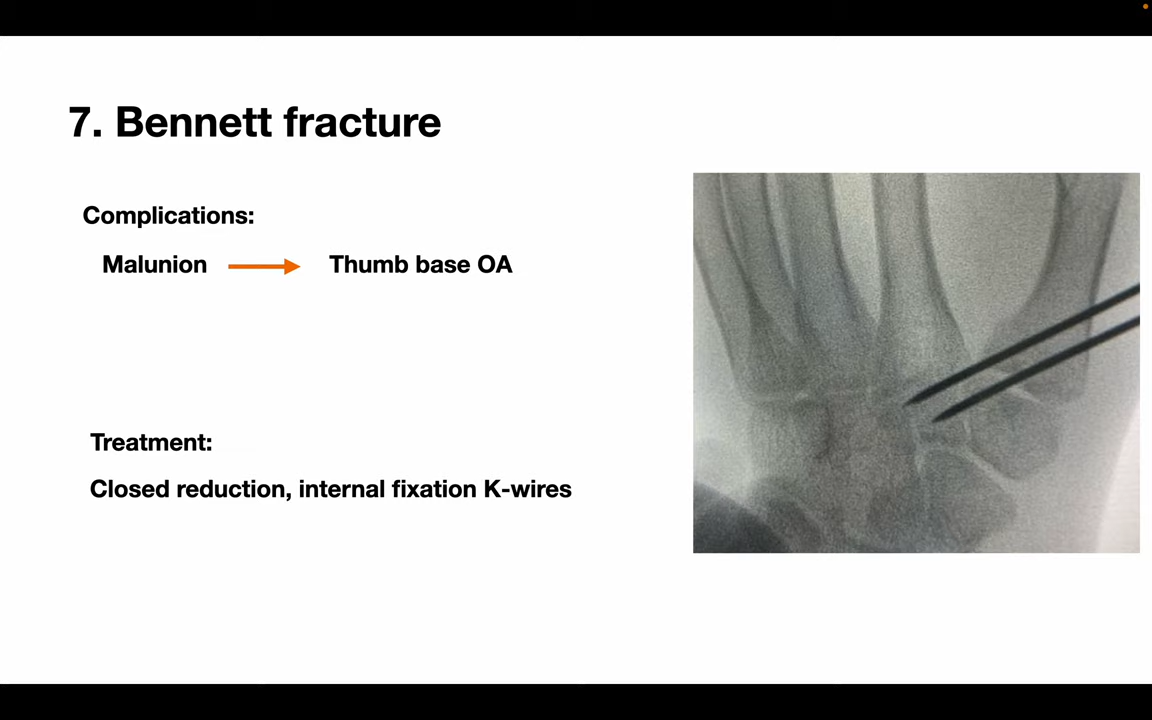 7. Bennett fracture
Complications:
Malunion
Thumb base OA
Treatment:
Closed reduction, internal fixation K-wires